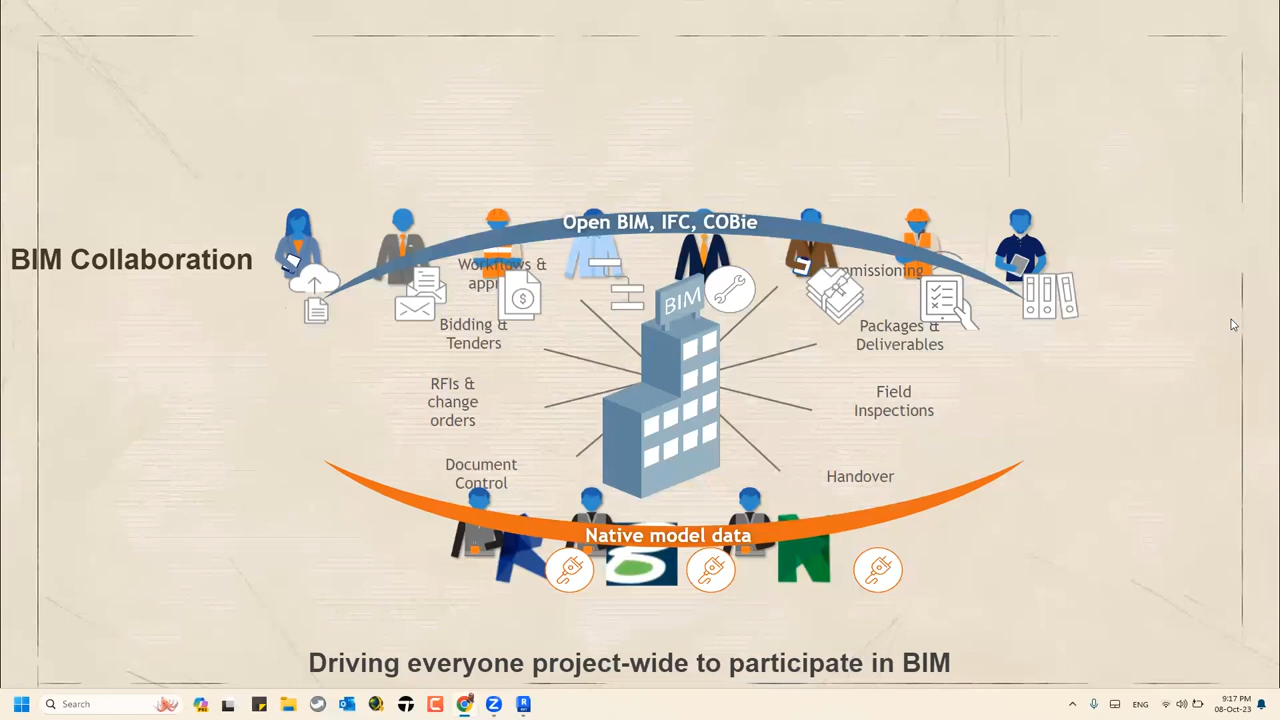 Open BIM, IFC, COBie
BIM Collaboration
Workflows &
BIM
Bidding &
Tenders
Packages &
Deliverables
RFIs &
change
orders
Field
Inspections
Document
Control
Handover
Native model data
Driving everyone project-wide to participate in BIM
Search
ENG
9:17 PM
08-Oct-23